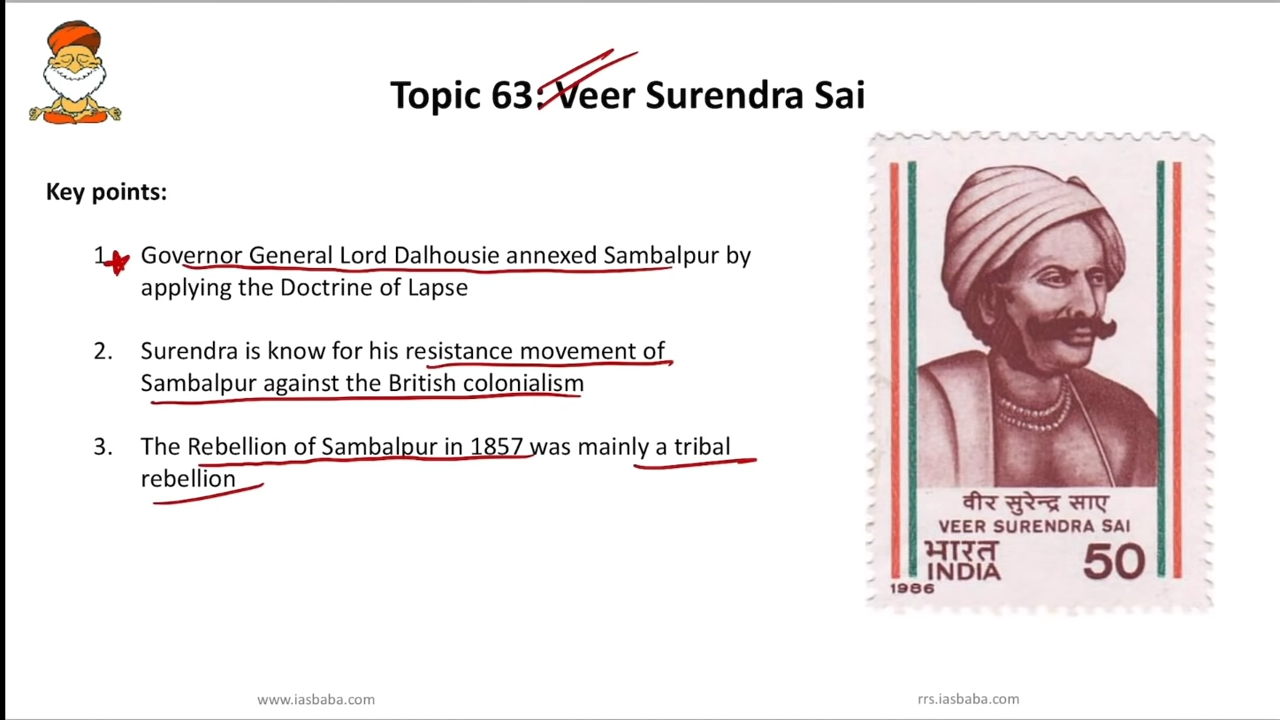 Topic 63: Veer Surendra Sai
Key points:
1. Governor General Lord Dalhousie annexed Sambalpur by
applying the Doctrine of Lapse
2. Surendra is know for his resistance movement of
Sambalpur against the British colonialism
3. The Rebellion of Sambalpur in 1857 was mainly a tribal
rebellion
वीर सुरेन्द्र साए
VEER SURENDRA SAI
भारत
INDIA
50
1986
www.iasbaba.com
rrs.iasbaba.com